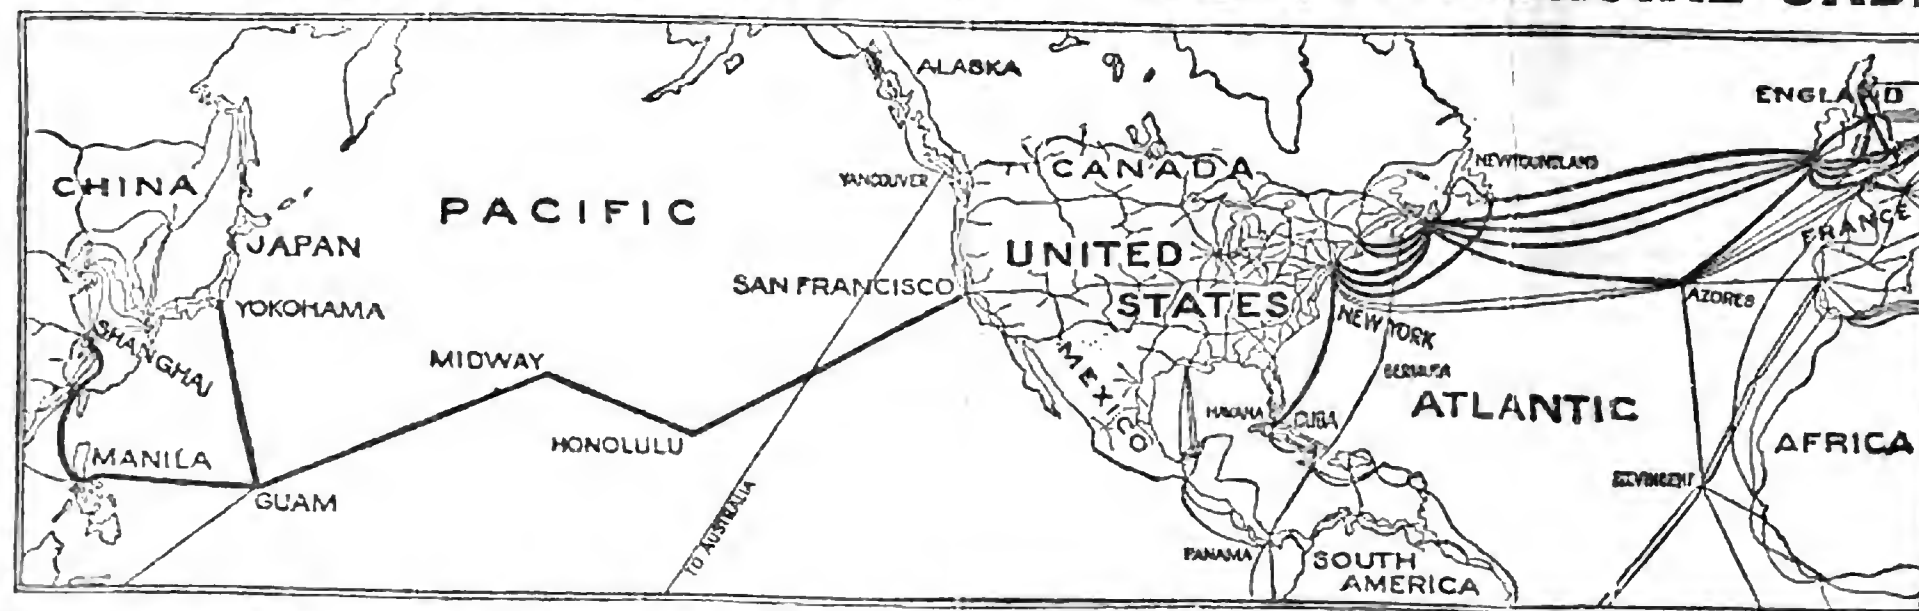 ALASKA
ENGLAND
CHINA
VANCOUVER
CANADA
NEWFOUNDLAND
PACIFIC
JAPAN
UNITED
STATES
FRANCE
SAN FRANCISCO
YOKOHAMA
NEW YORK
AZORES
SHANGHAI
MIDWAY
MEXICO
BERMUDA
HAVANA
CUBA
ATLANTIC
HONOLULU
AFRICA
MANILA
GUAM
ST. VINCENT
TO AUSTRALIA
PANAMA
SOUTH
AMERICA